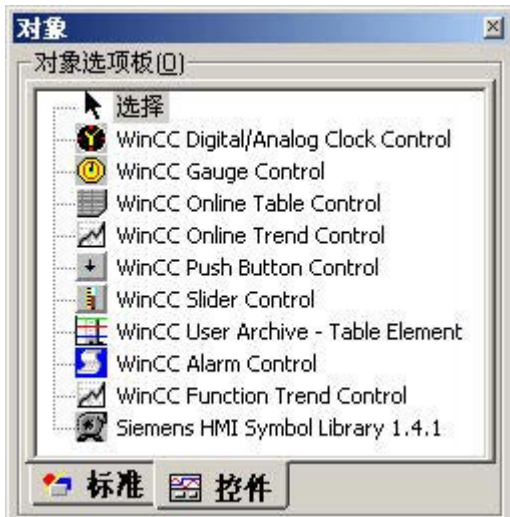 对象
对象选项板(O)
选择
WinCC Digital/Analog Clock Control
WinCC Gauge Control
WinCC Online Table Control
WinCC Online Trend Control
WinCC Push Button Control
WinCC Slider Control
WinCC User Archive - Table Element
WinCC Alarm Control
WinCC Function Trend Control
Siemens HMI Symbol Library 1.4.1
标准 控件